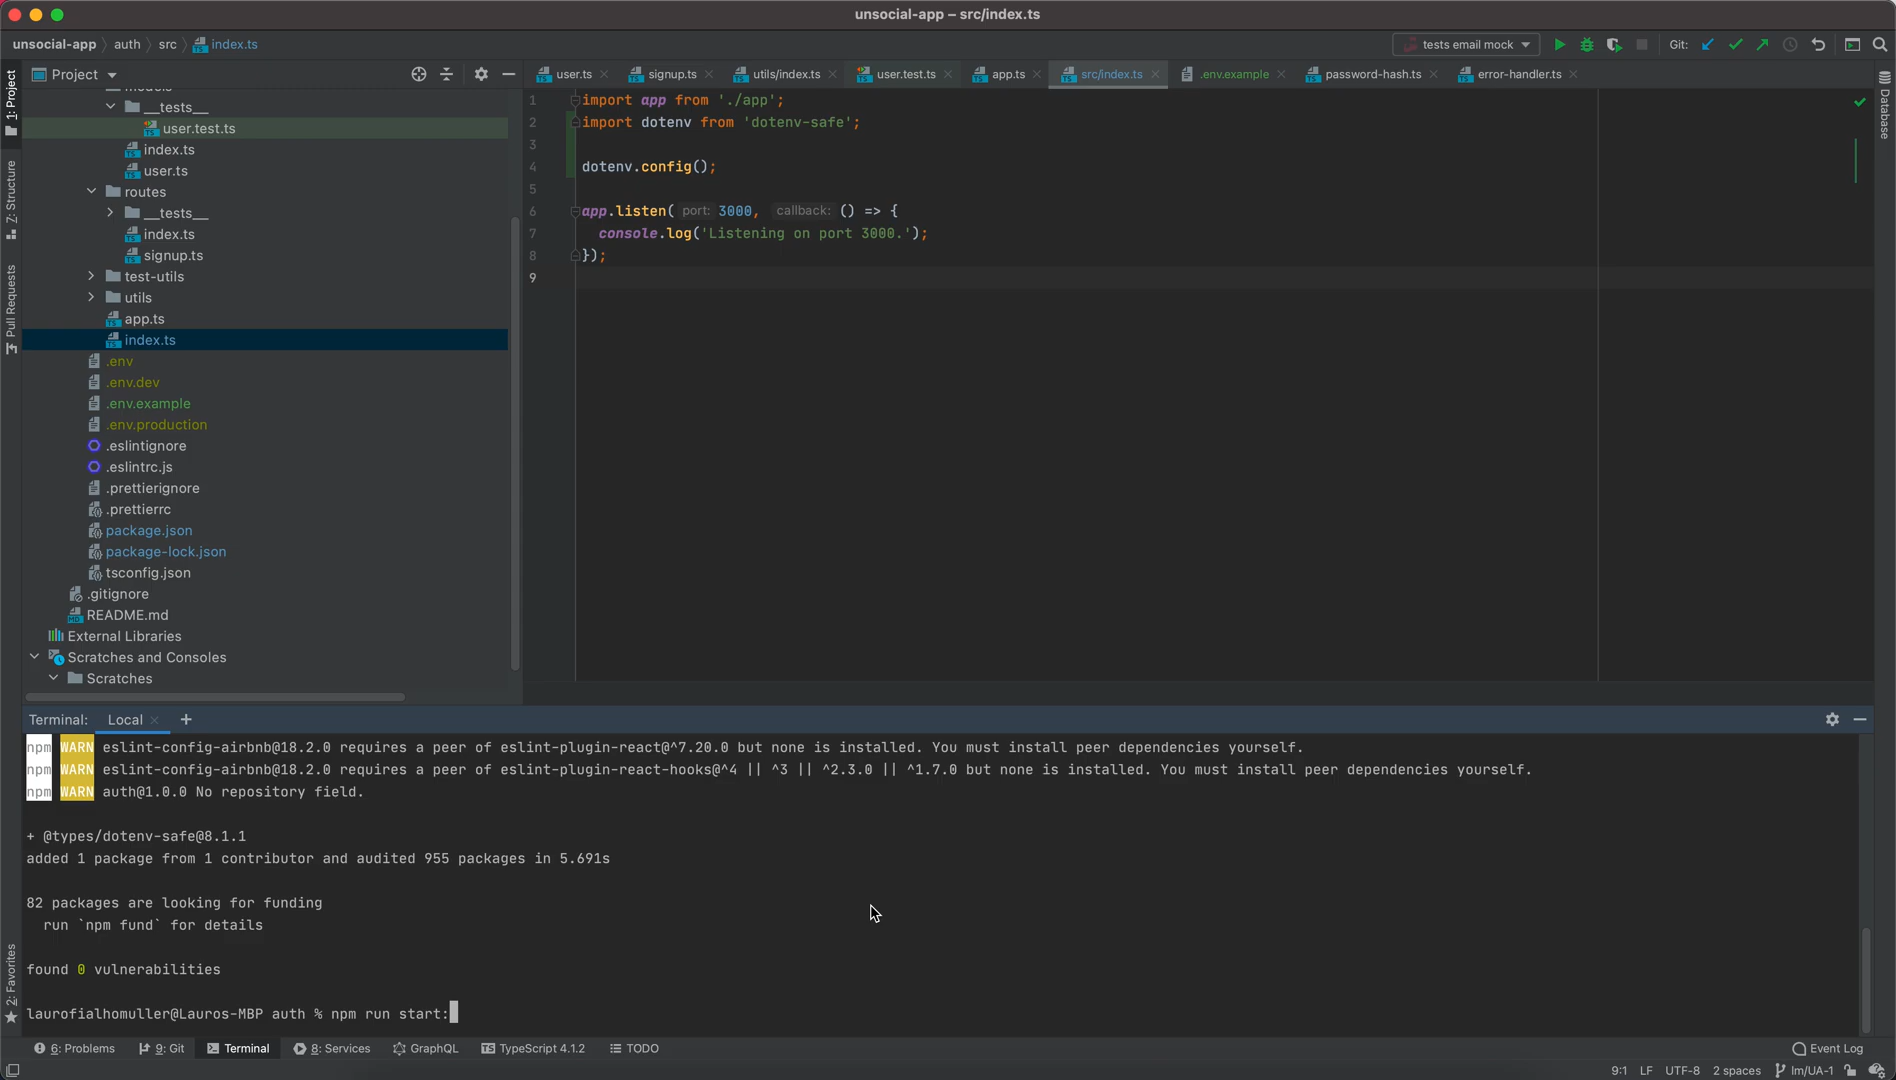 unsocial-app – src/index.ts
unsocial-app
auth
src
index.ts
tests email mock
Git:
1: Project
Z: Structure
Pull Requests
2: Favorites
Database
Project
user.ts
signup.ts
utils/index.ts
user.test.ts
app.ts
src/index.ts
.env.example
password-hash.ts
error-handler.ts
models
__tests__
user.test.ts
index.ts
user.ts
routes
__tests__
index.ts
signup.ts
test-utils
utils
app.ts
index.ts
.env
.env.dev
.env.example
.env.production
.eslintignore
.eslintrc.js
.prettierignore
.prettierrc
package.json
package-lock.json
tsconfig.json
.gitignore
README.md
External Libraries
Scratches and Consoles
Scratches
1 import app from './app';
2 import dotenv from 'dotenv-safe';
3
4 dotenv.config();
5
6 app.listen( port: 3000, callback: () => {
7 console.log('Listening on port 3000.');
8 });
9
Terminal: Local +
npm WARN eslint-config-airbnb@18.2.0 requires a peer of eslint-plugin-react@^7.20.0 but none is installed. You must install peer dependencies yourself.
npm WARN eslint-config-airbnb@18.2.0 requires a peer of eslint-plugin-react-hooks@^4 || ^3 || ^2.3.0 || ^1.7.0 but none is installed. You must install peer dependencies yourself.
npm WARN auth@1.0.0 No repository field.
+ @types/dotenv-safe@8.1.1
added 1 package from 1 contributor and audited 955 packages in 5.691s
82 packages are looking for funding
run `npm fund` for details
found 0 vulnerabilities
laurofialhomuller@Lauros-MBP auth % npm run start:
6: Problems
9: Git
Terminal
8: Services
GraphQL
TypeScript 4.1.2
TODO
Event Log
9:1
LF
UTF-8
2 spaces
lm/UA-1